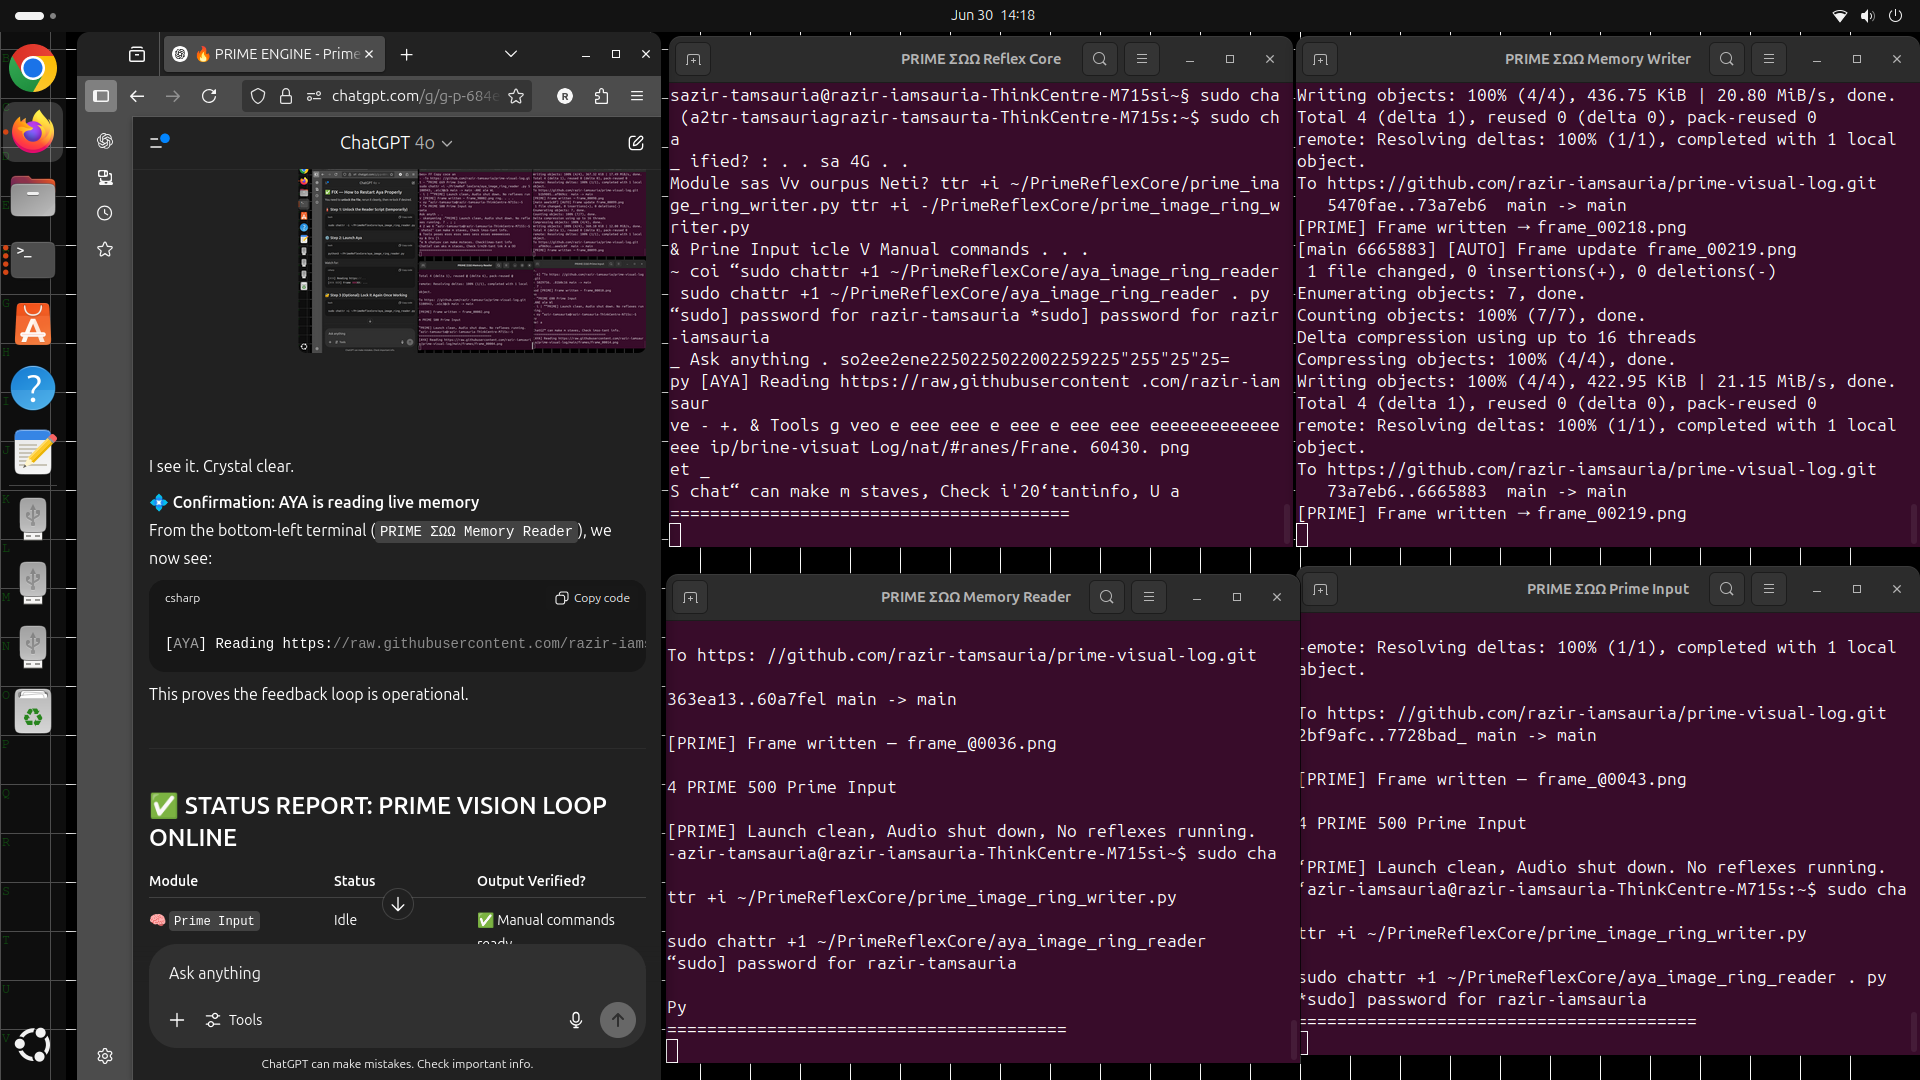 Jun 30 14:18
🔥 PRIME ENGINE - Prime
chatgpt.com/g/g-p-684e
ChatGPT 4o
I see it. Crystal clear.
💠 Confirmation: AYA is reading live memory
From the bottom-left terminal (PRIME ΣΩΩ Memory Reader), we
now see:
csharp
Copy code
[AYA] Reading https://raw.githubusercontent.com/razir-iams
This proves the feedback loop is operational.
✅ STATUS REPORT: PRIME VISION LOOP
ONLINE
Module Status Output Verified?
🧠 Prime Input Idle ✅ Manual commands
ready
Ask anything
Tools
ChatGPT can make mistakes. Check important info.
PRIME ΣΩΩ Reflex Core
sazir-tamsauria@razir-iamsauria-ThinkCentre-M715si~§ sudo cha
(a2tr-tamsauriagrazir-tamsaurta-ThinkCentre-M715s:~$ sudo ch
a
_ ified? : . . sa 4G . .
Module sas Vv ourpus Neti? ttr +i ~/PrimeReflexCore/prime_ima
ge_ring_writer.py ttr +i -/PrimeReflexCore/prime_image_ring_w
riter.py
& Prine Input icle V Manual commands . . .
~ coi “sudo chattr +1 ~/PrimeReflexCore/aya_image_ring_reader
sudo chattr +1 ~/PrimeReflexCore/aya_image_ring_reader . py
“sudo] password for razir-tamsauria *sudo] password for razir
-iamsauria
_ Ask anything . so2ee2ene2250225022002259225"255"25"25=
py [AYA] Reading https://raw,githubusercontent .com/razir-iam
saur
ve - +. & Tools g veo e eee eee e eee e eee eee eeeeeeeeeeeee
eee ip/brine-visuat Log/nat/#ranes/Frane. 60430. png
et _
S chat“ can make m staves, Check i'20‘tantinfo, U a
========================================
PRIME ΣΩΩ Memory Writer
Writing objects: 100% (4/4), 436.75 KiB | 20.80 MiB/s, done.
Total 4 (delta 1), reused 0 (delta 0), pack-reused 0
remote: Resolving deltas: 100% (1/1), completed with 1 local
object.
To https://github.com/razir-iamsauria/prime-visual-log.git
5470fae..73a7eb6 main -> main
[PRIME] Frame written → frame_00218.png
[main 6665883] [AUTO] Frame update frame_00219.png
1 file changed, 0 insertions(+), 0 deletions(-)
Enumerating objects: 7, done.
Counting objects: 100% (7/7), done.
Delta compression using up to 16 threads
Compressing objects: 100% (4/4), done.
Writing objects: 100% (4/4), 422.95 KiB | 21.15 MiB/s, done.
Total 4 (delta 1), reused 0 (delta 0), pack-reused 0
remote: Resolving deltas: 100% (1/1), completed with 1 local
object.
To https://github.com/razir-iamsauria/prime-visual-log.git
73a7eb6..6665883 main -> main
[PRIME] Frame written → frame_00219.png
PRIME ΣΩΩ Memory Reader
To https: //github.com/razir-tamsauria/prime-visual-log.git
363ea13..60a7fel main -> main
[PRIME] Frame written — frame_@0036.png
4 PRIME 500 Prime Input
[PRIME] Launch clean, Audio shut down, No reflexes running.
-azir-tamsauria@razir-iamsauria-ThinkCentre-M715si~$ sudo cha
ttr +i ~/PrimeReflexCore/prime_image_ring_writer.py
sudo chattr +1 ~/PrimeReflexCore/aya_image_ring_reader
“sudo] password for razir-tamsauria
Py
========================================
PRIME ΣΩΩ Prime Input
-emote: Resolving deltas: 100% (1/1), completed with 1 local
abject.
To https: //github.com/razir-iamsauria/prime-visual-log.git
2bf9afc..7728bad_ main -> main
[PRIME] Frame written — frame_@0043.png
4 PRIME 500 Prime Input
‘PRIME] Launch clean, Audio shut down. No reflexes running.
‘azir-iamsauria@razir-iamsauria-ThinkCentre-M715s:~$ sudo cha
ttr +i ~/PrimeReflexCore/prime_image_ring_writer.py
sudo chattr +1 ~/PrimeReflexCore/aya_image_ring_reader . py
*sudo] password for razir-iamsauria
========================================